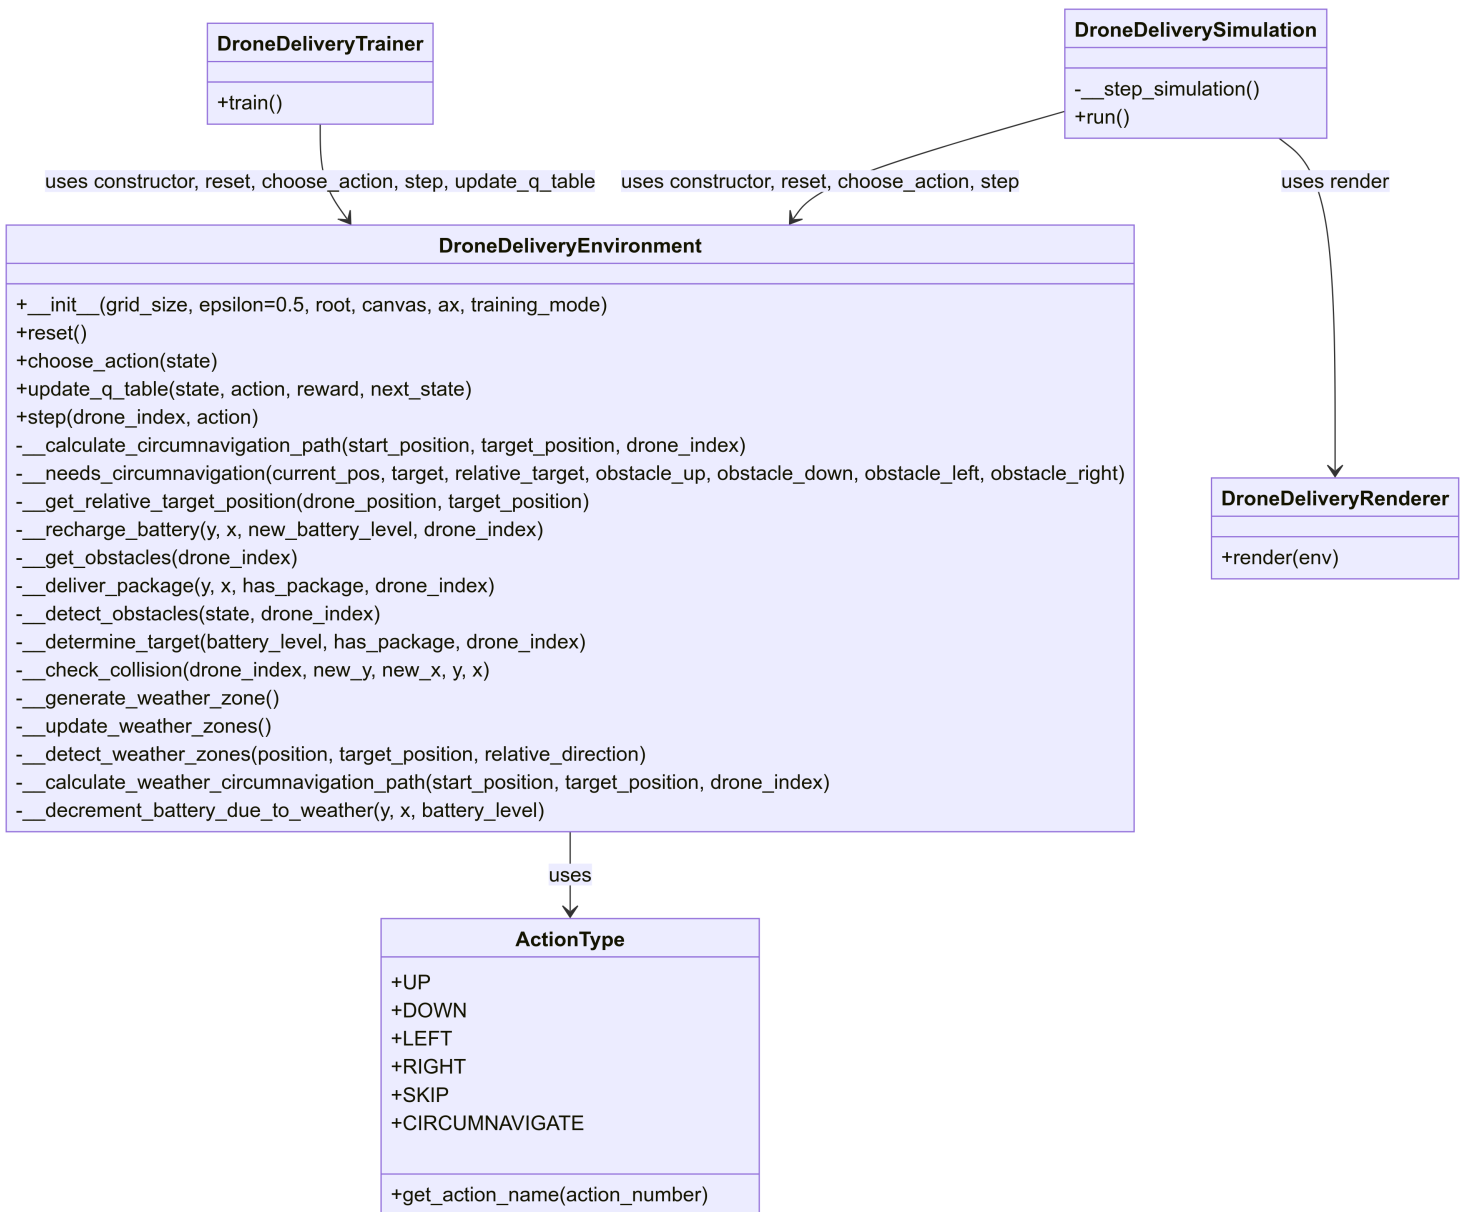 DroneDeliveryTrainer
+train()
DroneDeliverySimulation
-__step_simulation()
+run()
uses constructor, reset, choose_action, step, update_q_table
uses constructor, reset, choose_action, step
uses render
DroneDeliveryEnvironment
+__init__(grid_size, epsilon=0.5, root, canvas, ax, training_mode)
+reset()
+choose_action(state)
+update_q_table(state, action, reward, next_state)
+step(drone_index, action)
-__calculate_circumnavigation_path(start_position, target_position, drone_index)
-__needs_circumnavigation(current_pos, target, relative_target, obstacle_up, obstacle_down, obstacle_left, obstacle_right)
-__get_relative_target_position(drone_position, target_position)
-__recharge_battery(y, x, new_battery_level, drone_index)
-__get_obstacles(drone_index)
-__deliver_package(y, x, has_package, drone_index)
-__detect_obstacles(state, drone_index)
-__determine_target(battery_level, has_package, drone_index)
-__check_collision(drone_index, new_y, new_x, y, x)
-__generate_weather_zone()
-__update_weather_zones()
-__detect_weather_zones(position, target_position, relative_direction)
-__calculate_weather_circumnavigation_path(start_position, target_position, drone_index)
-__decrement_battery_due_to_weather(y, x, battery_level)
DroneDeliveryRenderer
+render(env)
uses
ActionType
+UP
+DOWN
+LEFT
+RIGHT
+SKIP
+CIRCUMNAVIGATE
+get_action_name(action_number)